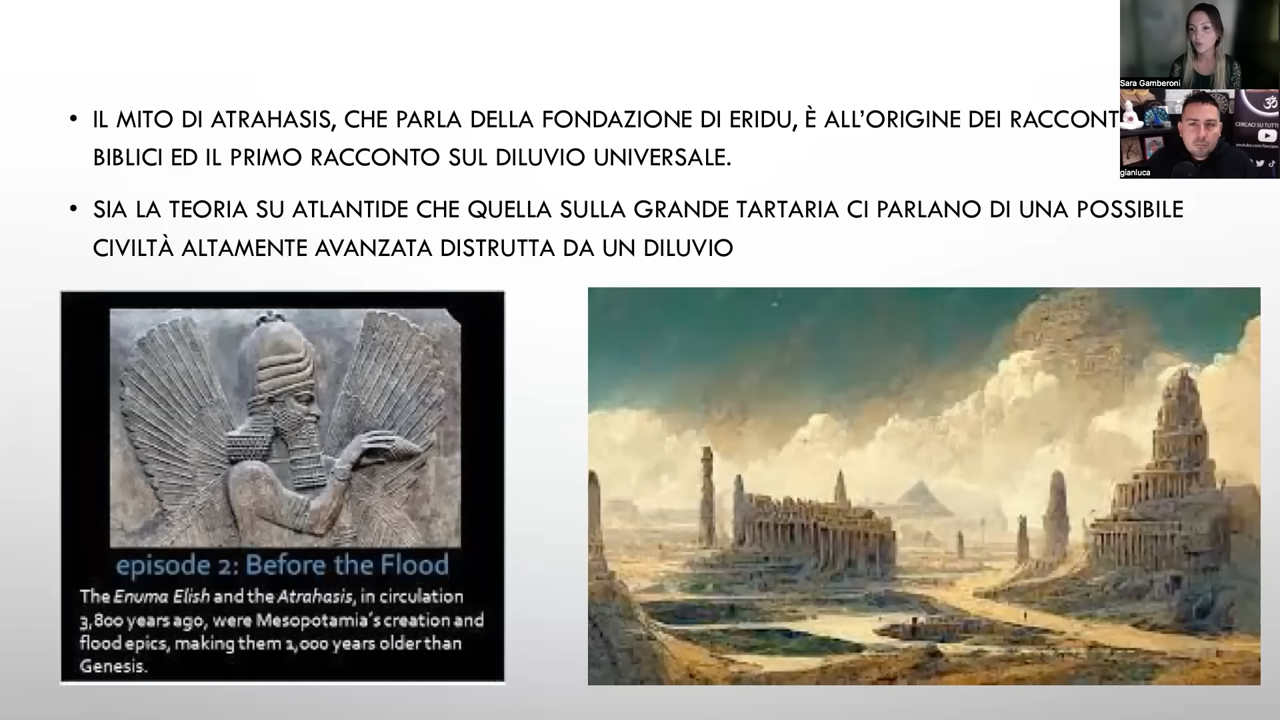 Sara Gamberoni
• IL MITO DI ATRAHASIS, CHE PARLA DELLA FONDAZIONE DI ERIDU, È ALL’ORIGINE DEI RACCONT
BIBLICI ED IL PRIMO RACCONTO SUL DILUVIO UNIVERSALE.
CERCACI SU TUTTI
gianluca
• SIA LA TEORIA SU ATLANTIDE CHE QUELLA SULLA GRANDE TARTARIA CI PARLANO DI UNA POSSIBILE
CIVILTÀ ALTAMENTE AVANZATA DISTRUTTA DA UN DILUVIO
episode 2: Before the Flood
The Enuma Elish and the Atrahasis, in circulation
3,800 years ago, were Mesopotamia's creation and
flood epics, making them 1,000 years older than
Genesis.